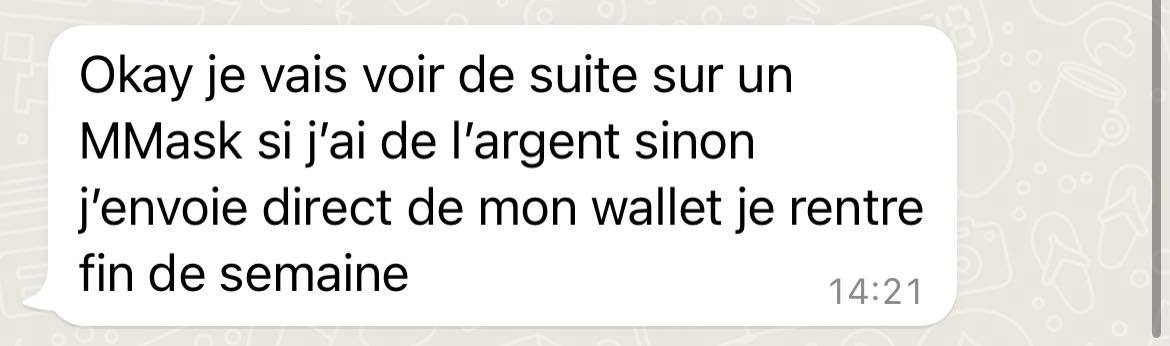 Okay je vais voir de suite sur un
MMask si j’ai de l’argent sinon
j’envoie direct de mon wallet je rentre
fin de semaine
14:21